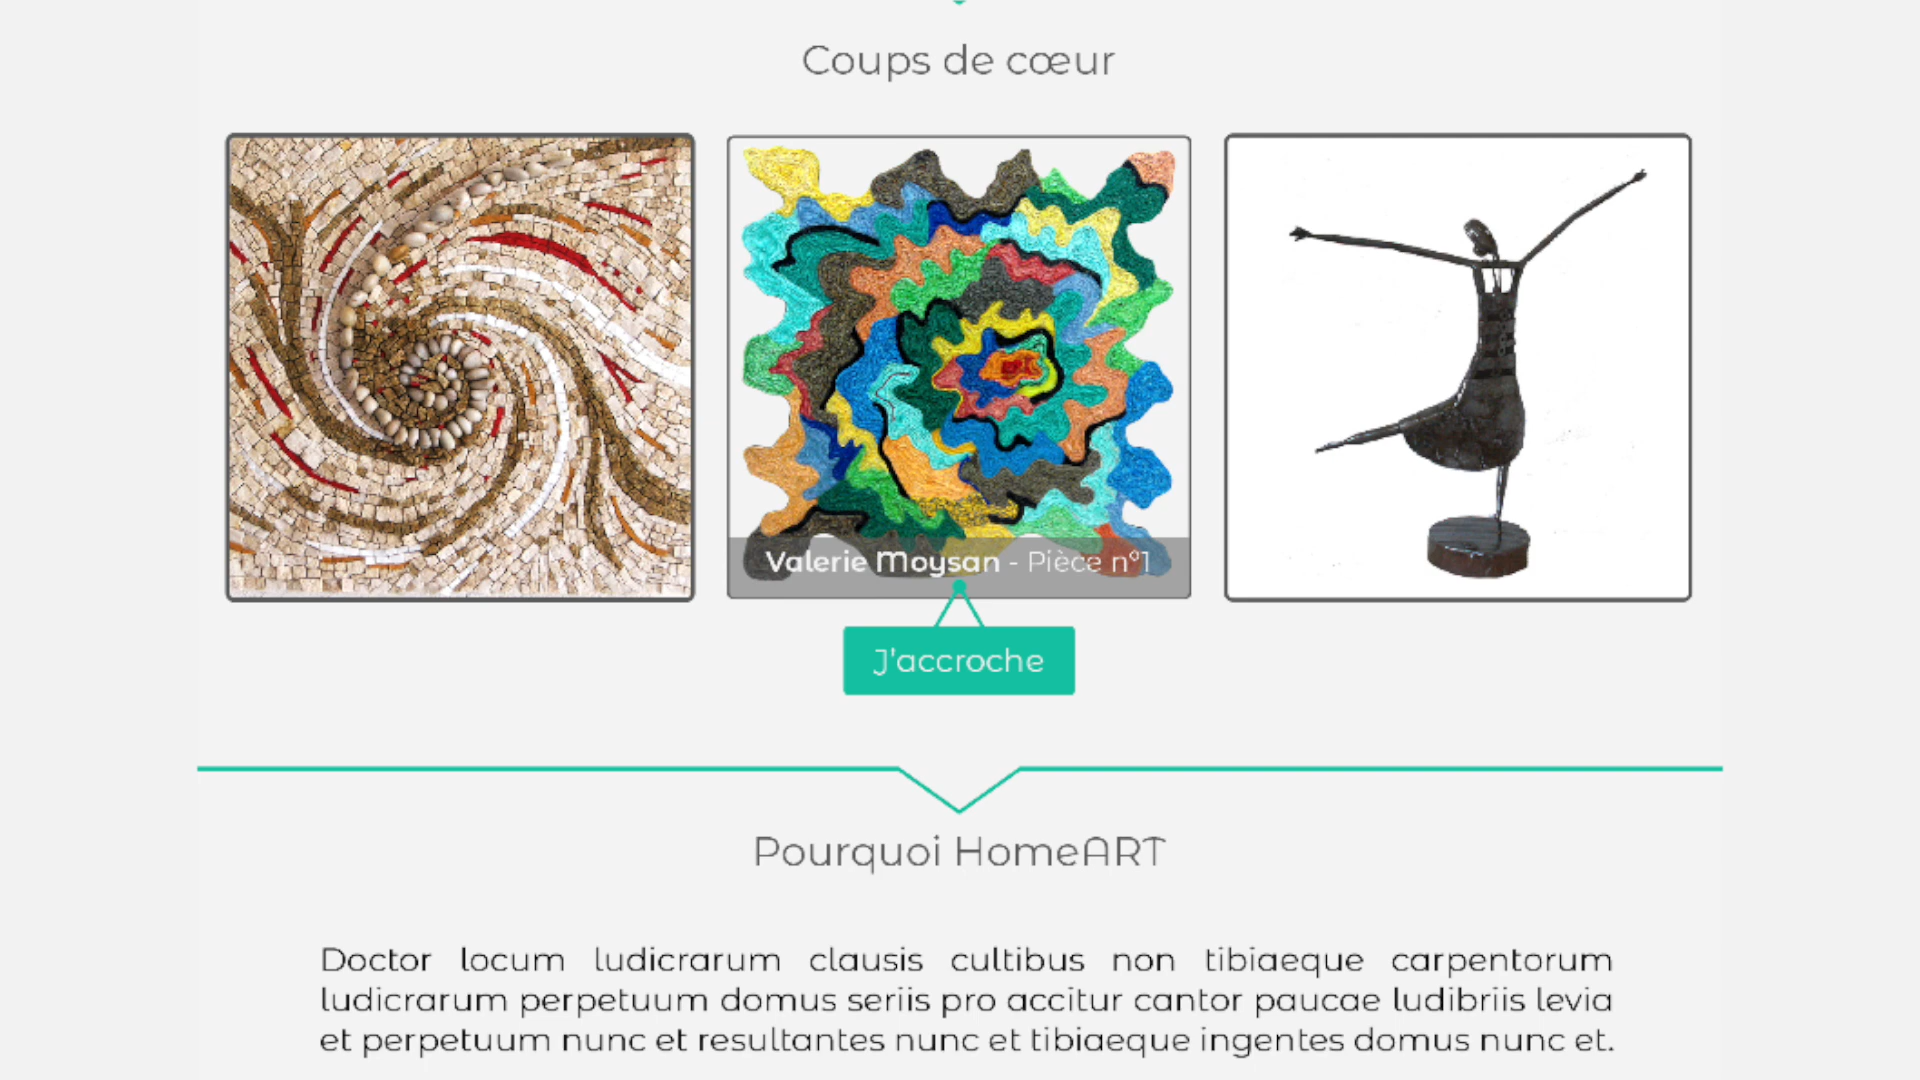 Coups de cœur
Valerie Moysan - Pièce n°1
J'accroche
Pourquoi HomeART
Doctor locum ludicrarum clausis cultibus non tibiaeque carpentorum
ludicrarum perpetuum domus seriis pro accitur cantor paucae ludibriis levia
et perpetuum nunc et resultantes nunc et tibiaeque ingentes domus nunc et.